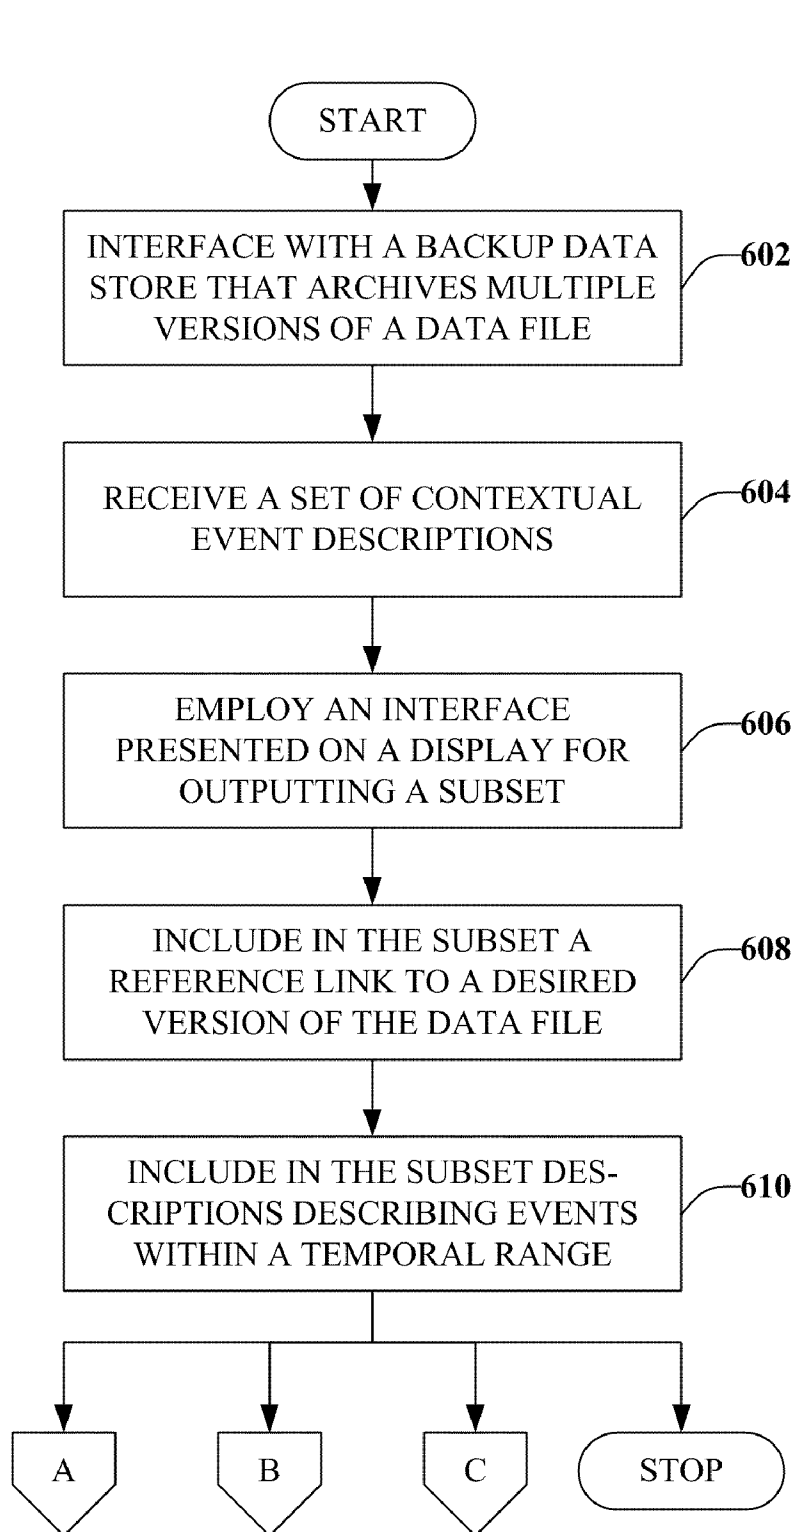 START
INTERFACE WITH A BACKUP DATA
STORE THAT ARCHIVES MULTIPLE
VERSIONS OF A DATA FILE
602
RECEIVE A SET OF CONTEXTUAL
EVENT DESCRIPTIONS
604
EMPLOY AN INTERFACE
PRESENTED ON A DISPLAY FOR
OUTPUTTING A SUBSET
606
INCLUDE IN THE SUBSET A
REFERENCE LINK TO A DESIRED
VERSION OF THE DATA FILE
608
INCLUDE IN THE SUBSET DES-
CRIPTIONS DESCRIBING EVENTS
WITHIN A TEMPORAL RANGE
610
A
B
C
STOP